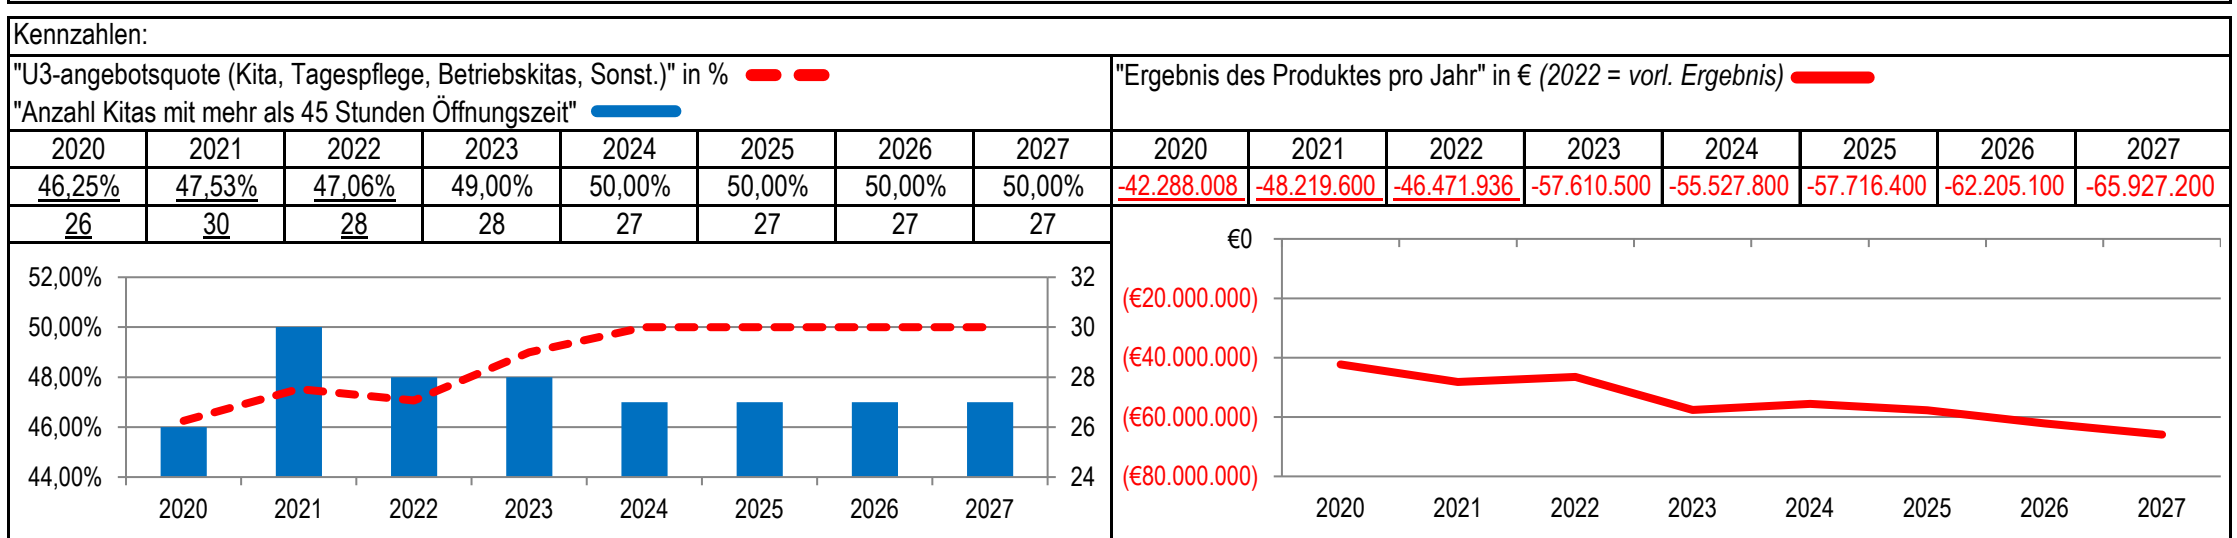 Kennzahlen:
"U3-angebotsquote (Kita, Tagespflege, Betriebskitas, Sonst.)" in %
"Anzahl Kitas mit mehr als 45 Stunden Öffnungszeit"
2020 2021 2022 2023 2024 2025 2026 2027
46,25% 47,53% 47,06% 49,00% 50,00% 50,00% 50,00% 50,00%
26 30 28 28 27 27 27 27
52,00% 32
50,00% 30
48,00% 28
46,00% 26
44,00% 24
2020 2021 2022 2023 2024 2025 2026 2027
"Ergebnis des Produktes pro Jahr" in € (2022 = vorl. Ergebnis)
2020 2021 2022 2023 2024 2025 2026 2027
-42.288.008 -48.219.600 -46.471.936 -57.610.500 -55.527.800 -57.716.400 -62.205.100 -65.927.200
€0
(€20.000.000)
(€40.000.000)
(€60.000.000)
(€80.000.000)
2020 2021 2022 2023 2024 2025 2026 2027